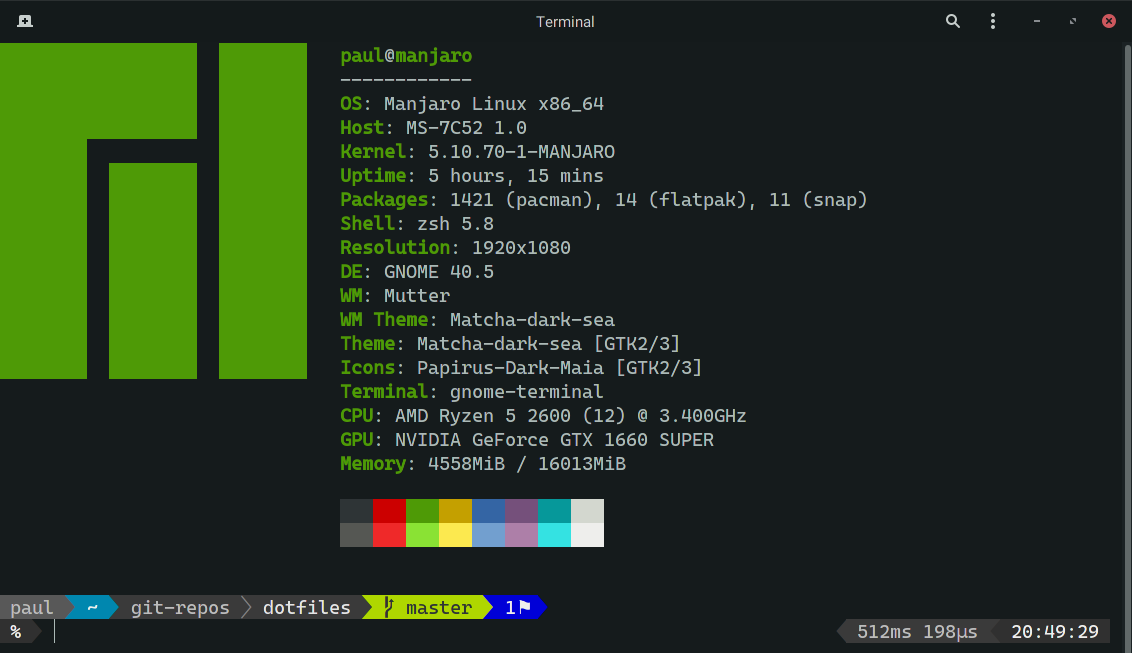 Terminal
paul@manjaro
------------
OS: Manjaro Linux x86_64
Host: MS-7C52 1.0
Kernel: 5.10.70-1-MANJARO
Uptime: 5 hours, 15 mins
Packages: 1421 (pacman), 14 (flatpak), 11 (snap)
Shell: zsh 5.8
Resolution: 1920x1080
DE: GNOME 40.5
WM: Mutter
WM Theme: Matcha-dark-sea
Theme: Matcha-dark-sea [GTK2/3]
Icons: Papirus-Dark-Maia [GTK2/3]
Terminal: gnome-terminal
CPU: AMD Ryzen 5 2600 (12) @ 3.400GHz
GPU: NVIDIA GeForce GTX 1660 SUPER
Memory: 4558MiB / 16013MiB
paul ~ git-repos dotfiles master 1⚑
% 512ms 198µs 20:49:29